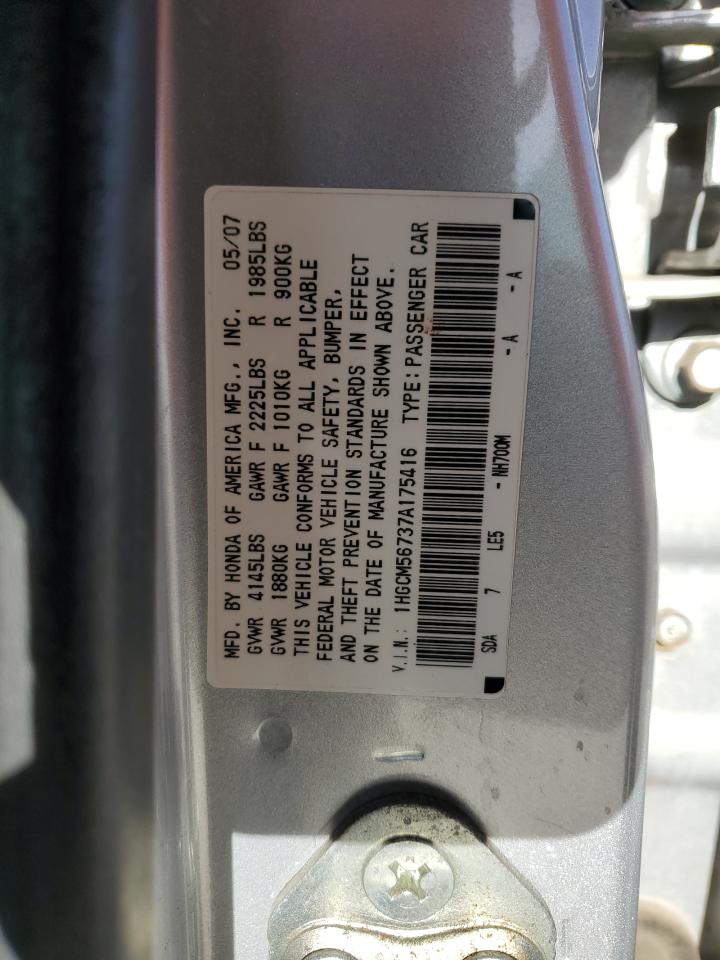 MFD. BY HONDA OF AMERICA MFG., INC. 05/07
GVWR 4145LBS GAWR F 2225LBS R 1985LBS
GVWR 1880KG GAWR F 1010KG R 900KG
THIS VEHICLE CONFORMS TO ALL APPLICABLE
FEDERAL MOTOR VEHICLE SAFETY, BUMPER,
AND THEFT PREVENTION STANDARDS IN EFFECT
ON THE DATE OF MANUFACTURE SHOWN ABOVE.
V.I.N.: 1HGCM56737A175416 TYPE:PASSENGER CAR
SDA 7 LE5 - NH700M - A - A